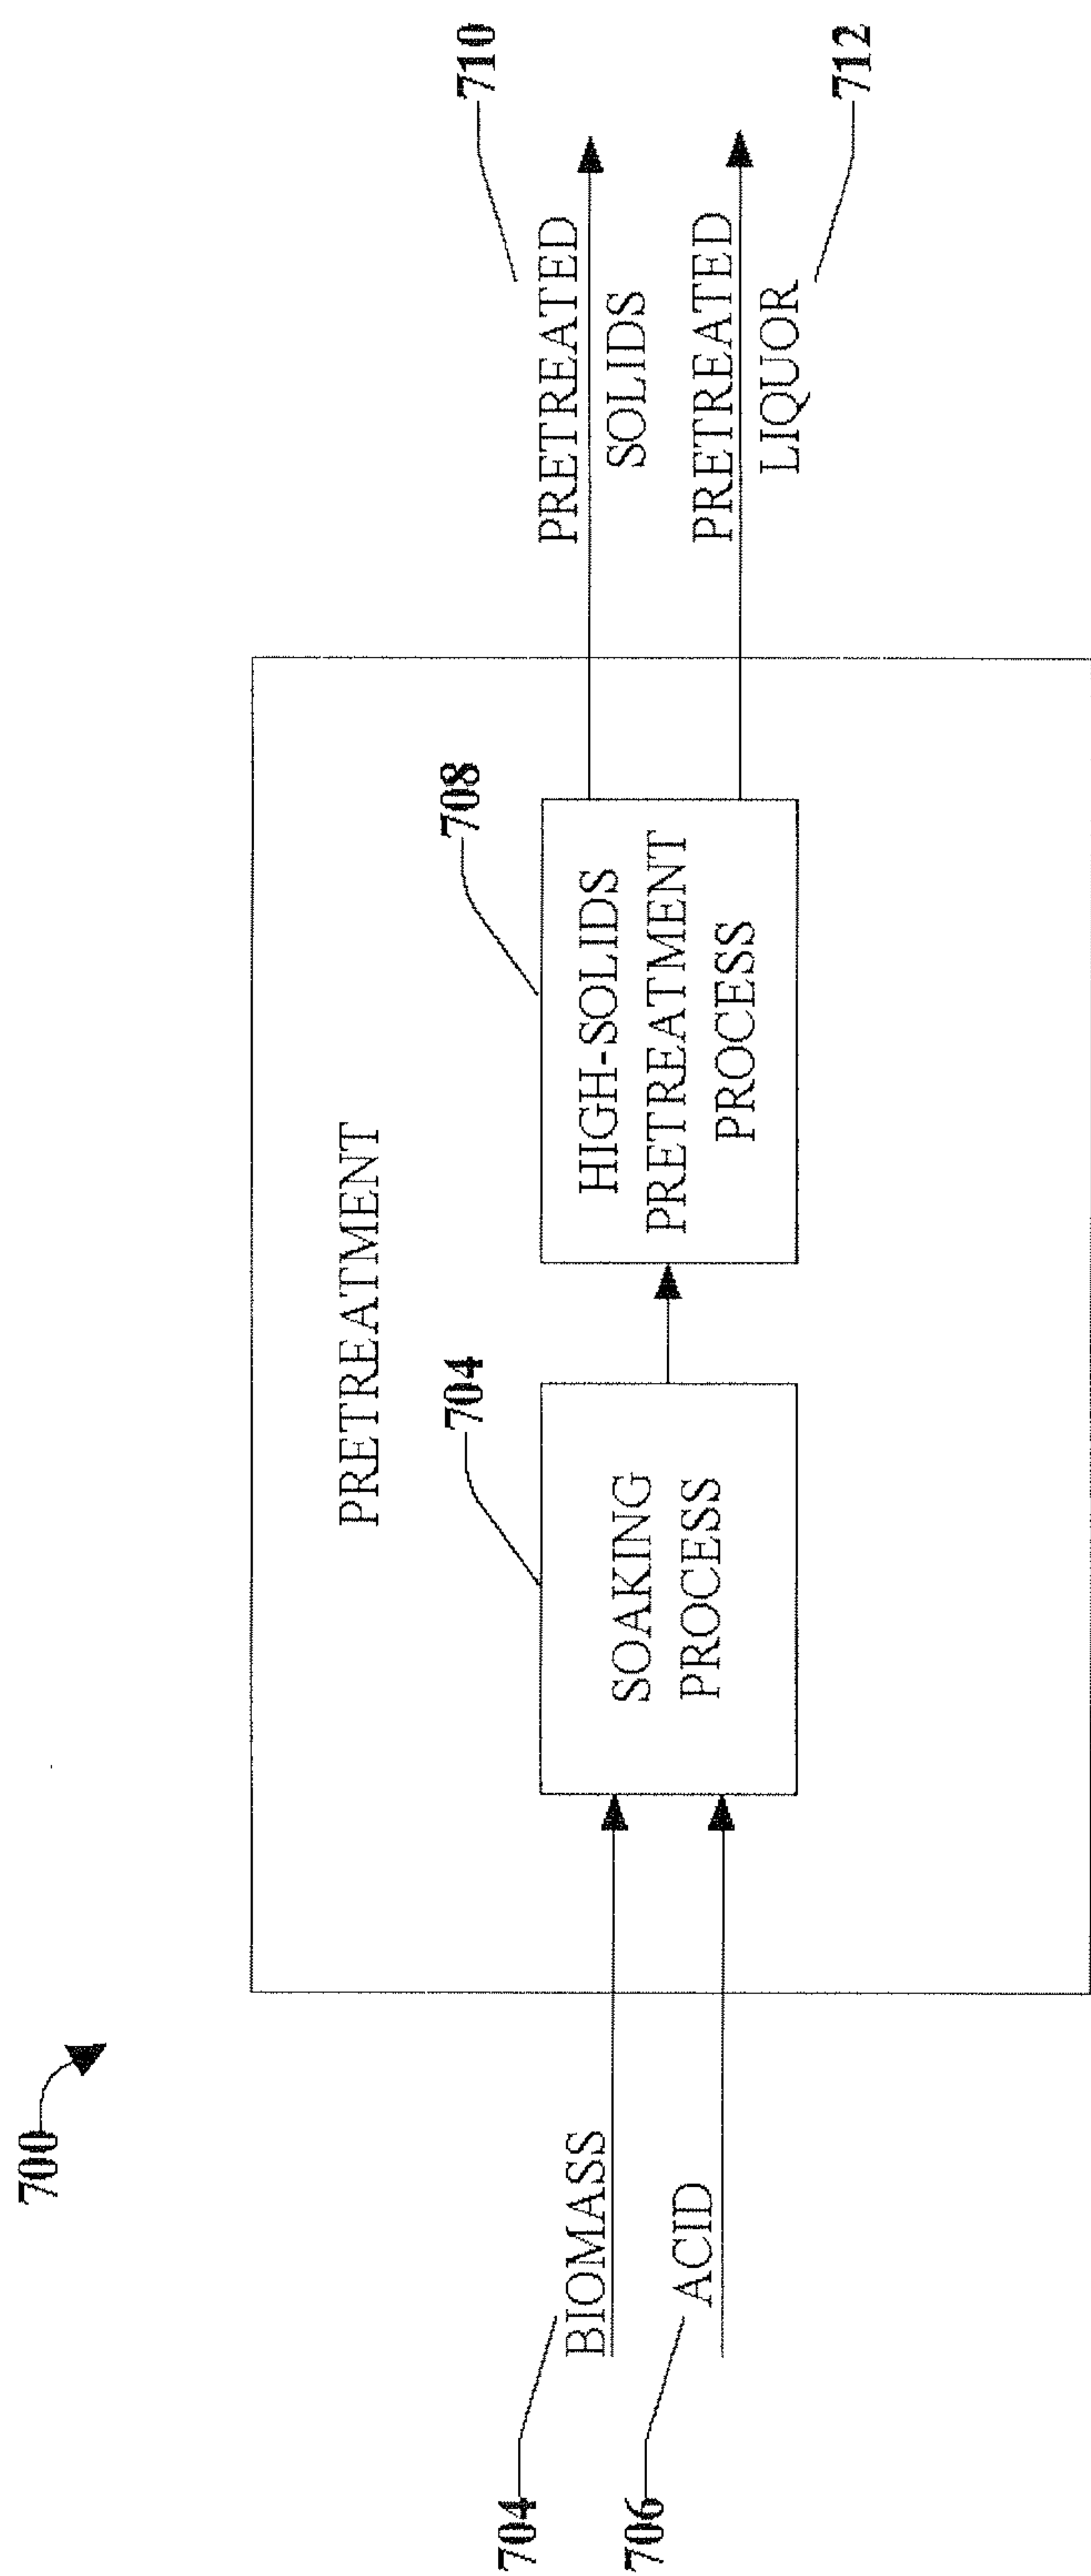 700
PRETREATMENT
704
BIOMASS
706
ACID
704
SOAKING
PROCESS
708
HIGH-SOLIDS
PRETREATMENT
PROCESS
710
PRETREATED
SOLIDS
PRETREATED
LIQUOR
712